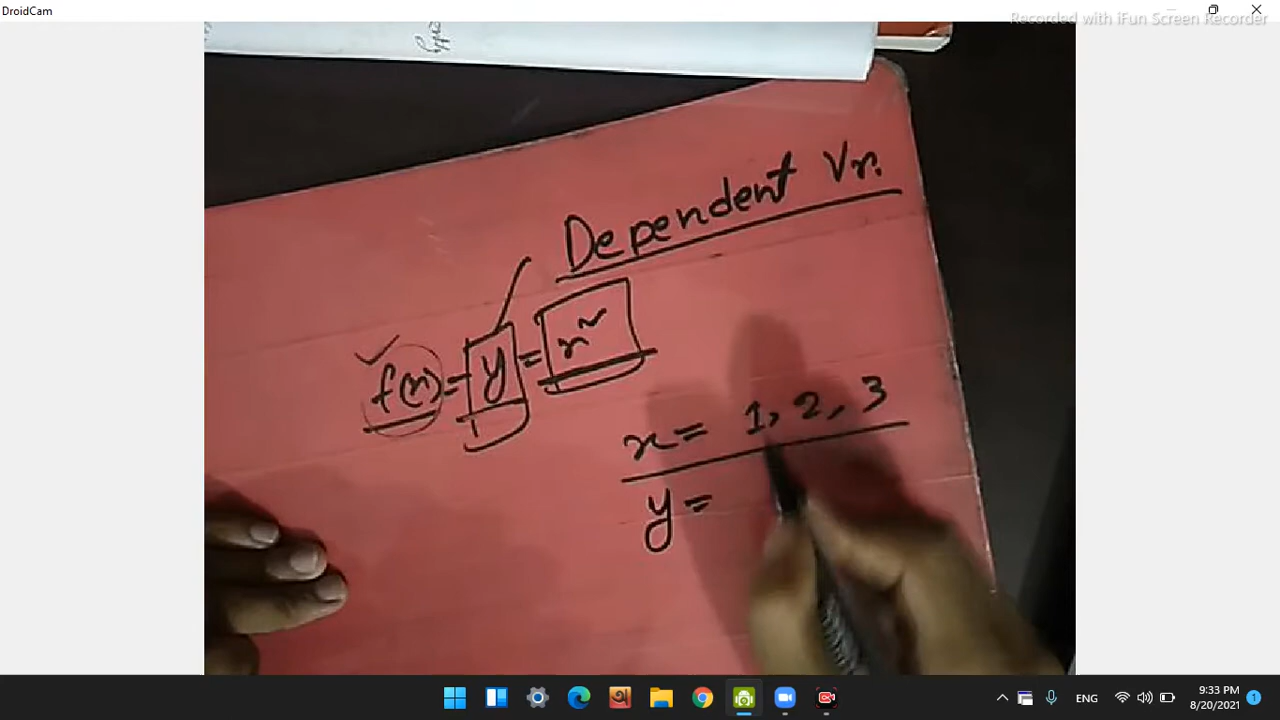 DroidCam
Recorded with iFun Screen Recorder
Dependent Vr.
f(x) = y = x²
x = 1, 2, 3
y =
ENG
9:33 PM
8/20/2021
1